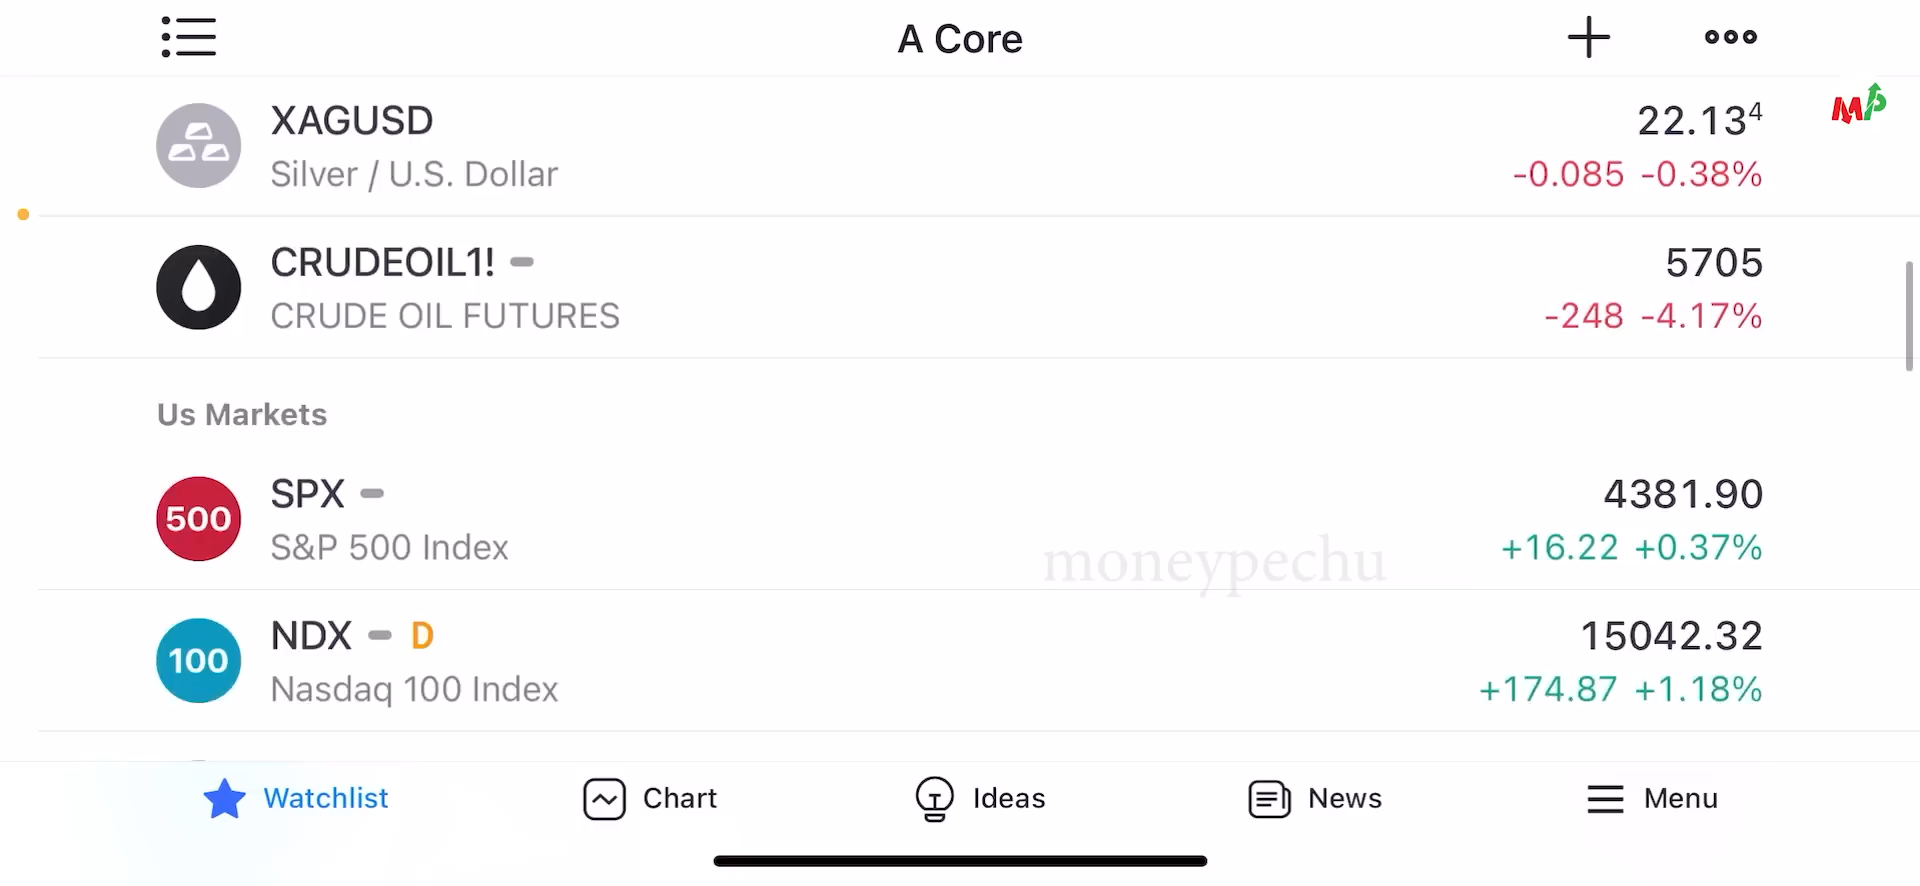 A Core
MP
XAGUSD
22.13⁴
Silver / U.S. Dollar
-0.085 -0.38%
CRUDEOIL1!
5705
CRUDE OIL FUTURES
-248 -4.17%
Us Markets
500
SPX
4381.90
S&P 500 Index
+16.22 +0.37%
moneypechu
100
NDX D
15042.32
Nasdaq 100 Index
+174.87 +1.18%
Watchlist
Chart
Ideas
News
Menu